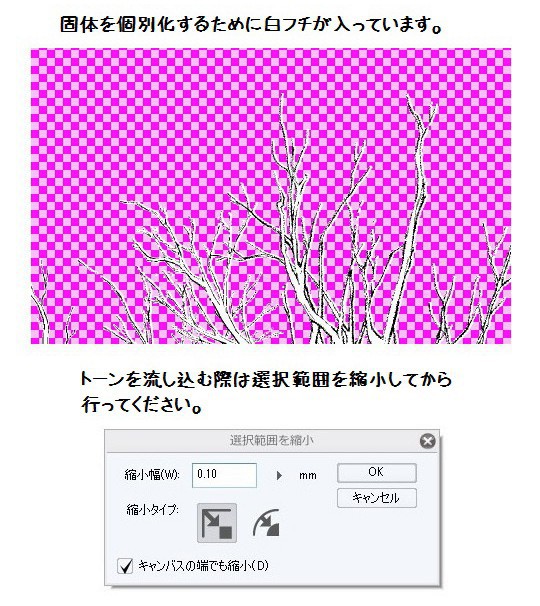 固体を個別化するために白フチが入っています。
トーンを流し込む際は選択範囲を縮小してから
行ってください。
選択範囲を縮小
縮小幅(W): 0.10 mm OK
キャンセル
縮小タイプ:
キャンバスの端でも縮小(D)